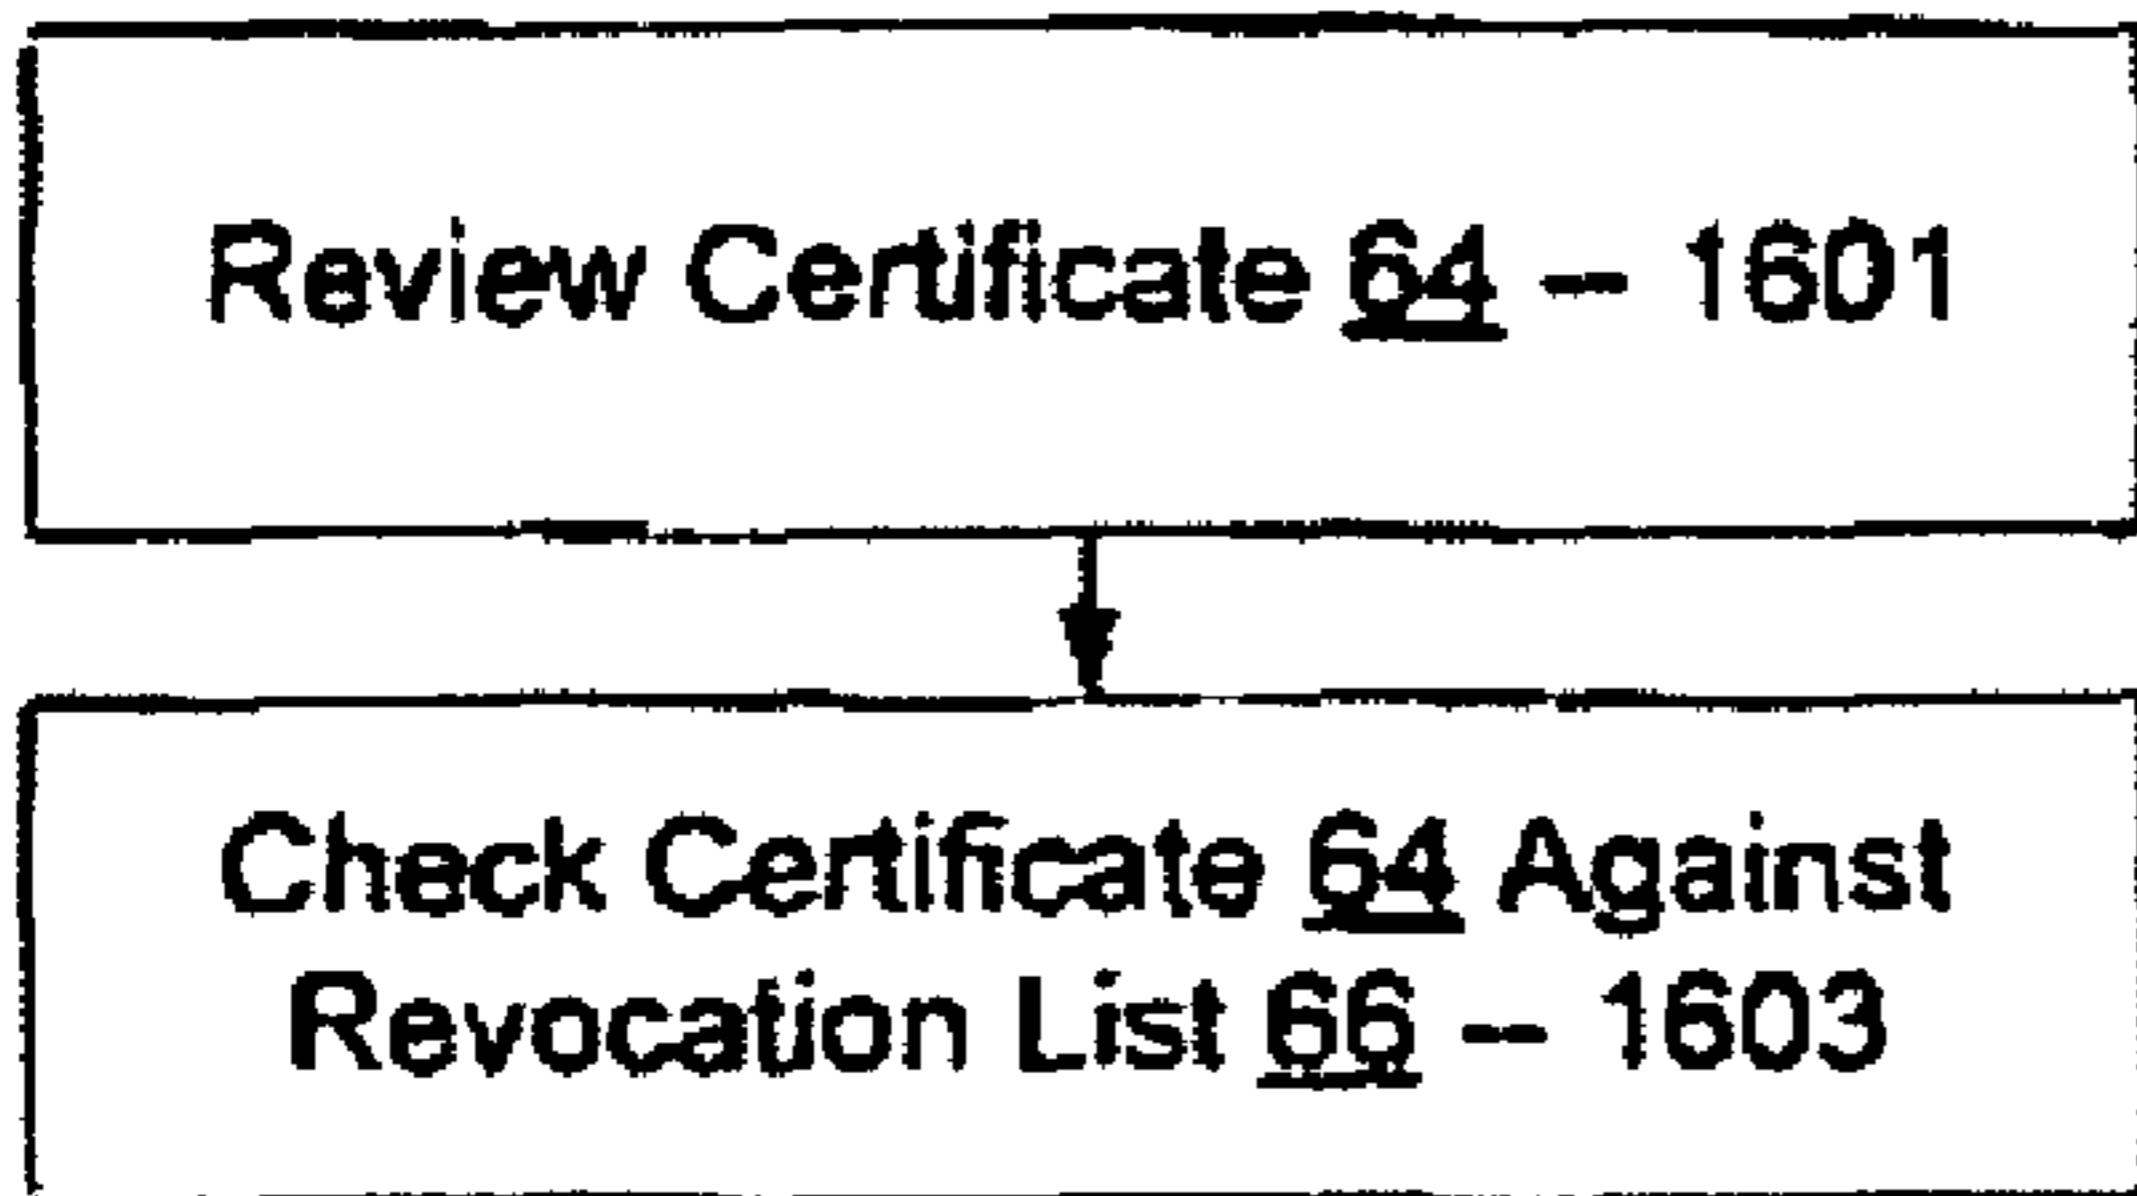 Review Certificate 64 -- 1601
Check Certificate 64 Against
Revocation List 66 -- 1603